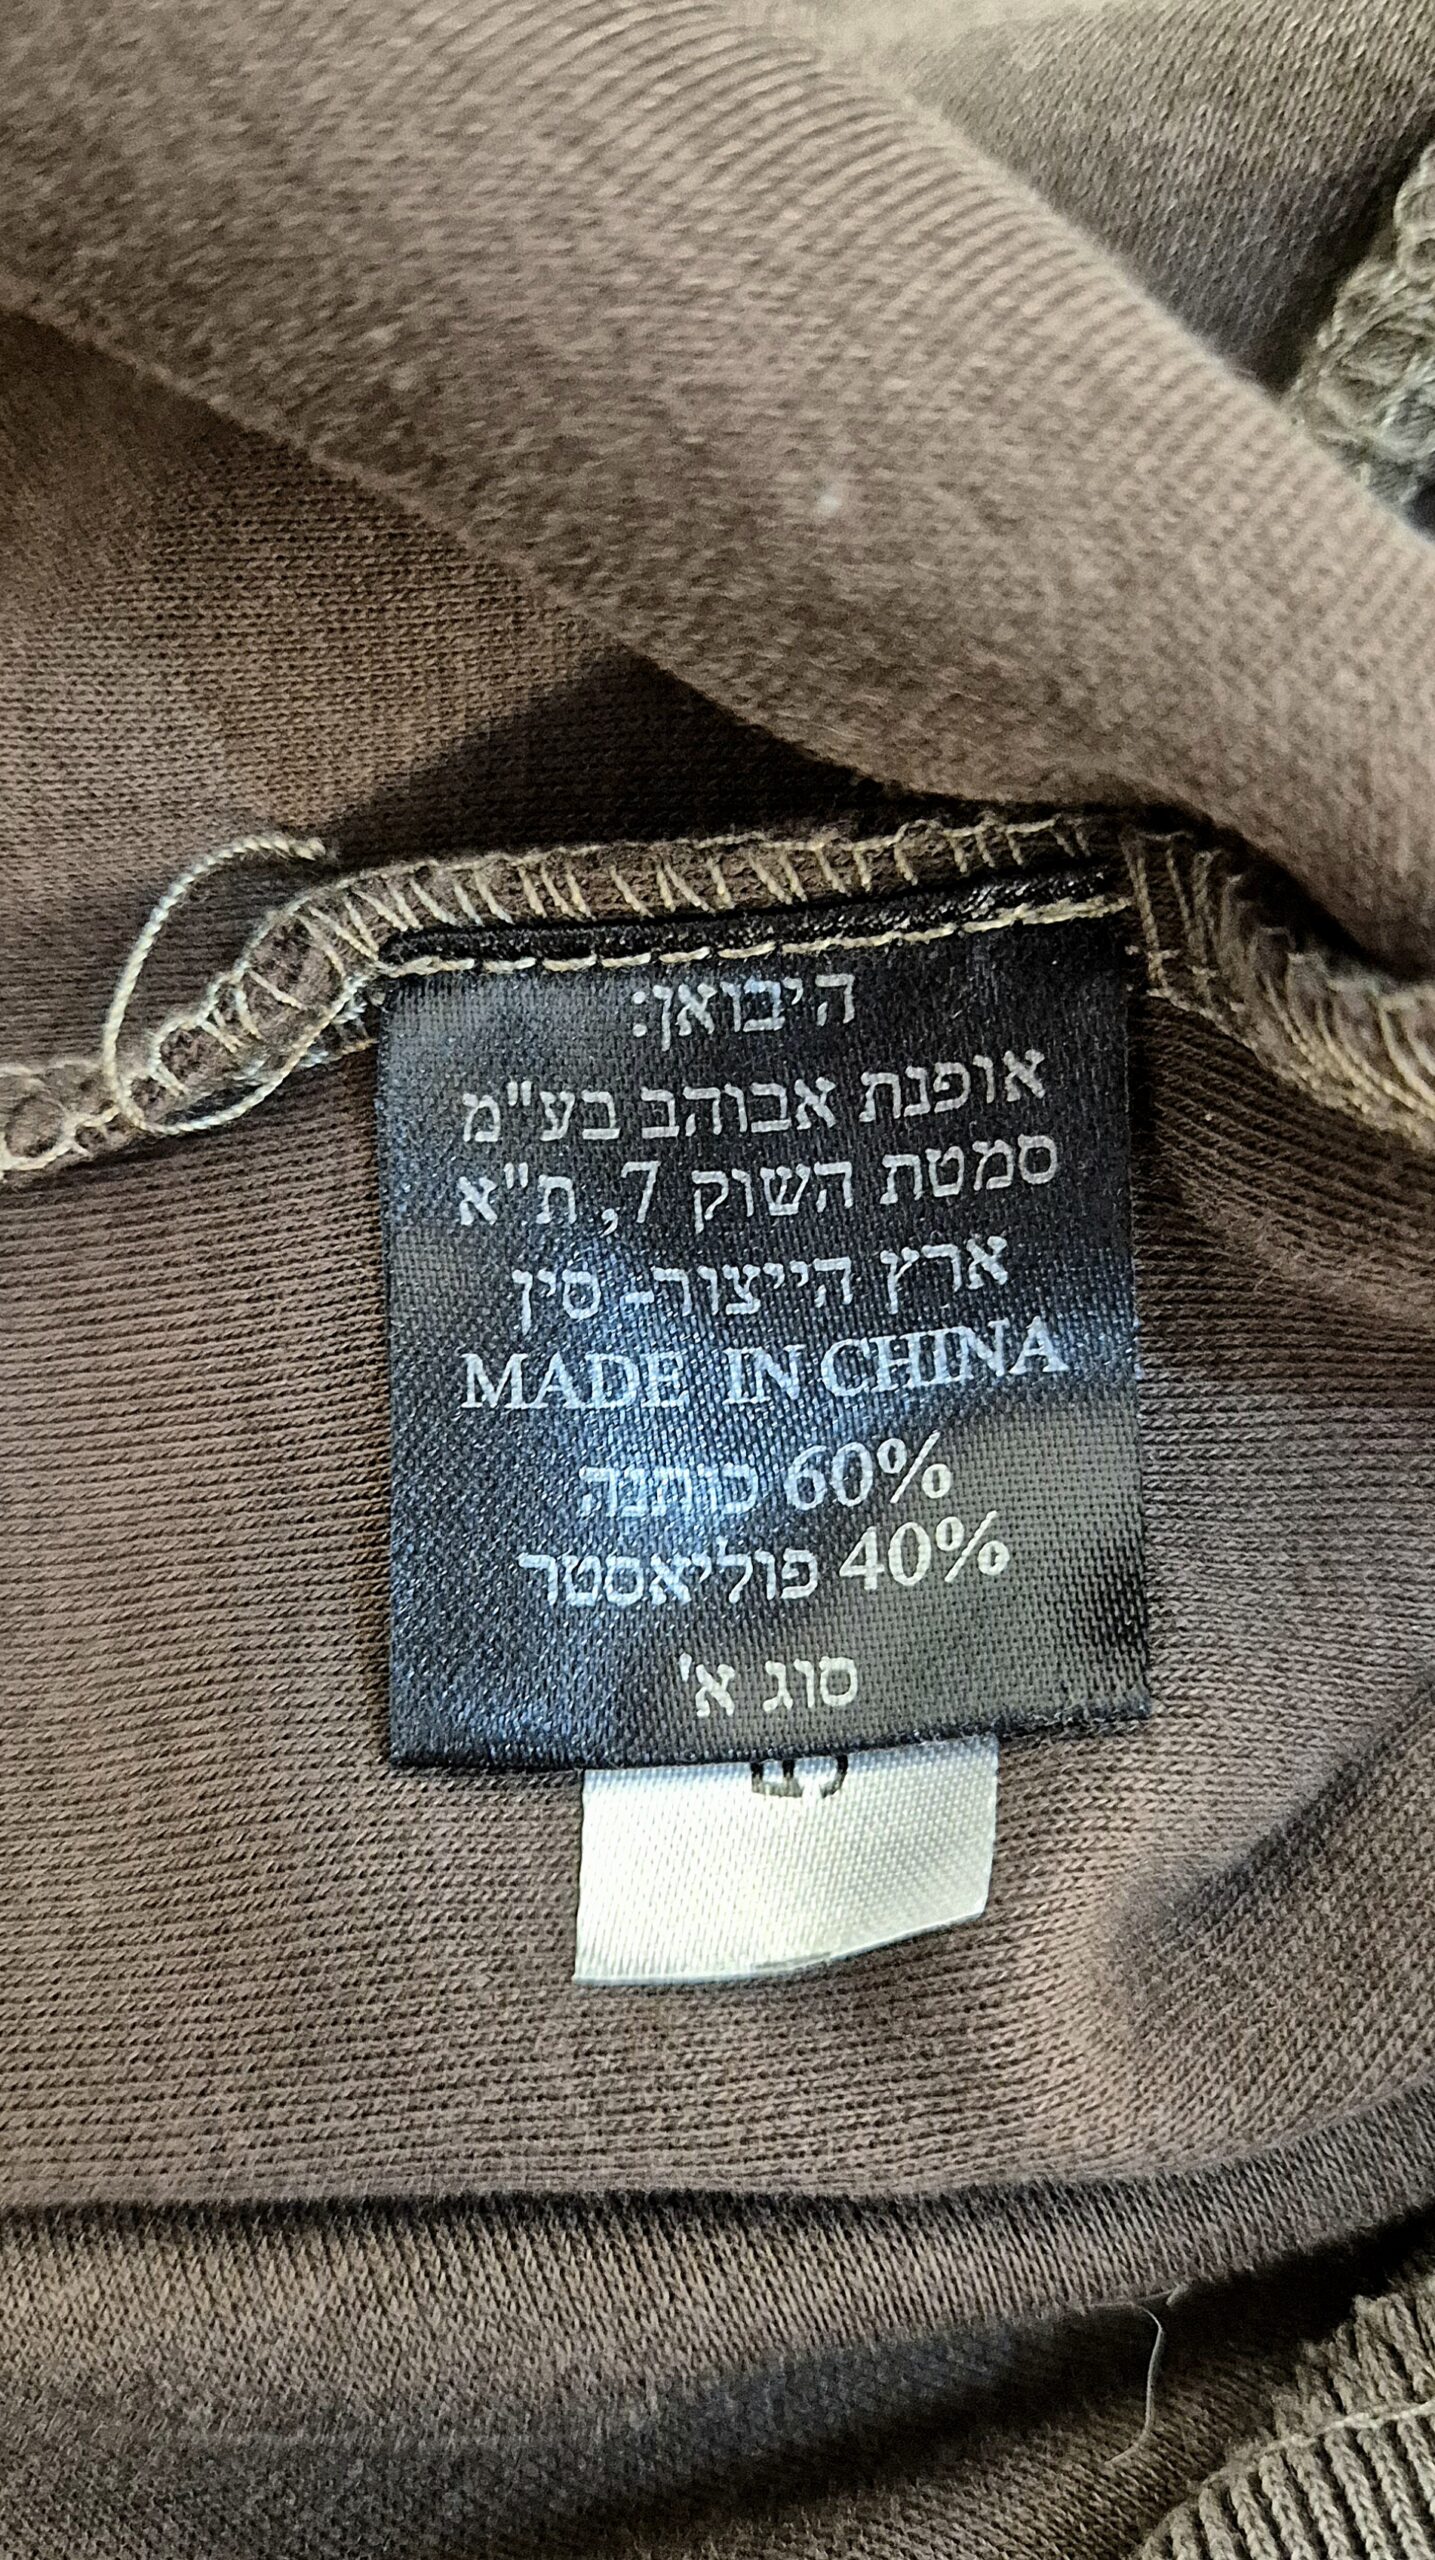 היבואן:
אופנת אבוהב בע"מ
סמטת השוק 7, ת"א
ארץ הייצור- סין
MADE IN CHINA
60% כותנה
40% פוליאסטר
סוג א'